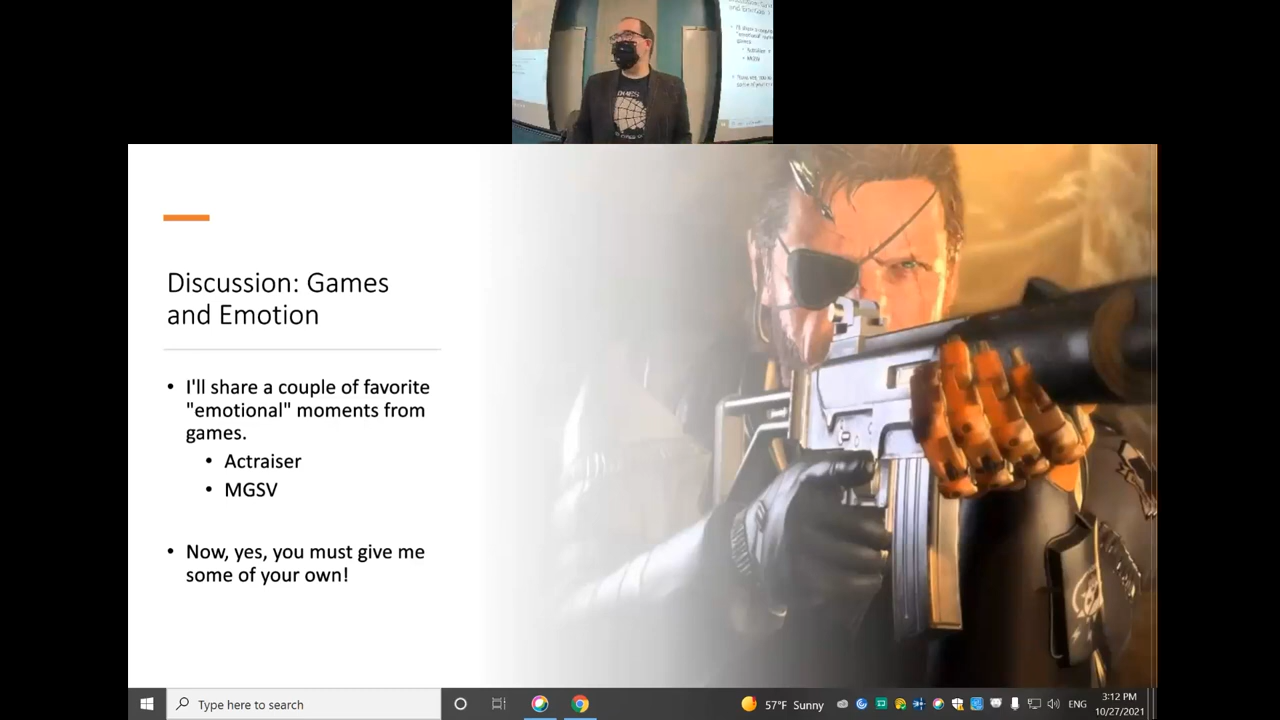 Discussion: Games
and Emotion
• I'll share a couple of favorite
"emotional" moments from
games.
• Actraiser
• MGSV
• Now, yes, you must give me
some of your own!
Type here to search
57°F Sunny
ENG
3:12 PM
10/27/2021